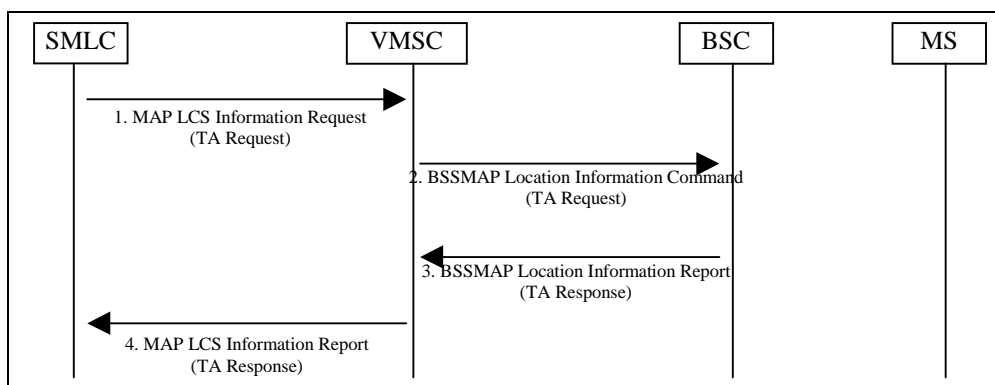 SMLC VMSC BSC MS
1. MAP LCS Information Request
(TA Request)
2. BSSMAP Location Information Command
(TA Request)
3. BSSMAP Location Information Report
(TA Response)
4. MAP LCS Information Report
(TA Response)